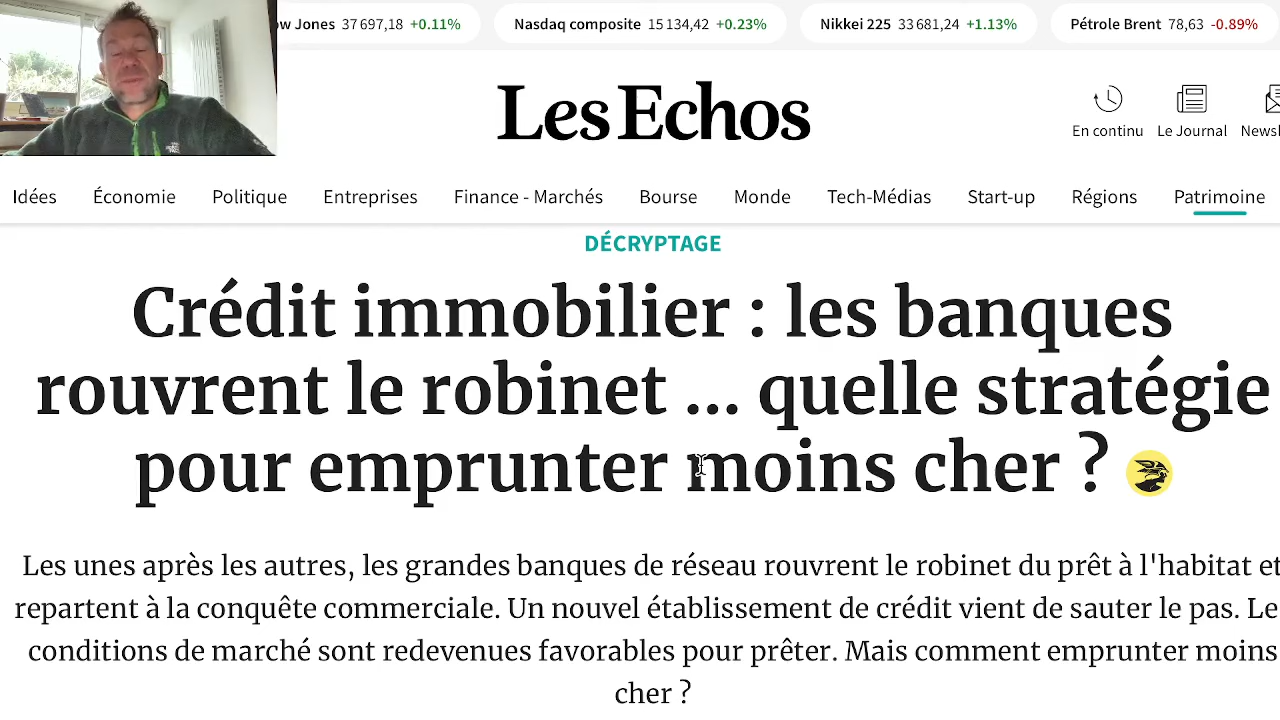 ow Jones 37 697,18 +0.11% Nasdaq composite 15 134,42 +0.23% Nikkei 225 33 681,24 +1.13% Pétrole Brent 78,63 -0.89%
Les Echos
En continu Le Journal Newsl
Idées Économie Politique Entreprises Finance - Marchés Bourse Monde Tech-Médias Start-up Régions Patrimoine
DÉCRYPTAGE
Crédit immobilier : les banques
rouvrent le robinet ... quelle stratégie
pour emprunter moins cher ?
Les unes après les autres, les grandes banques de réseau rouvrent le robinet du prêt à l'habitat et
repartent à la conquête commerciale. Un nouvel établissement de crédit vient de sauter le pas. Le
conditions de marché sont redevenues favorables pour prêter. Mais comment emprunter moins
cher ?